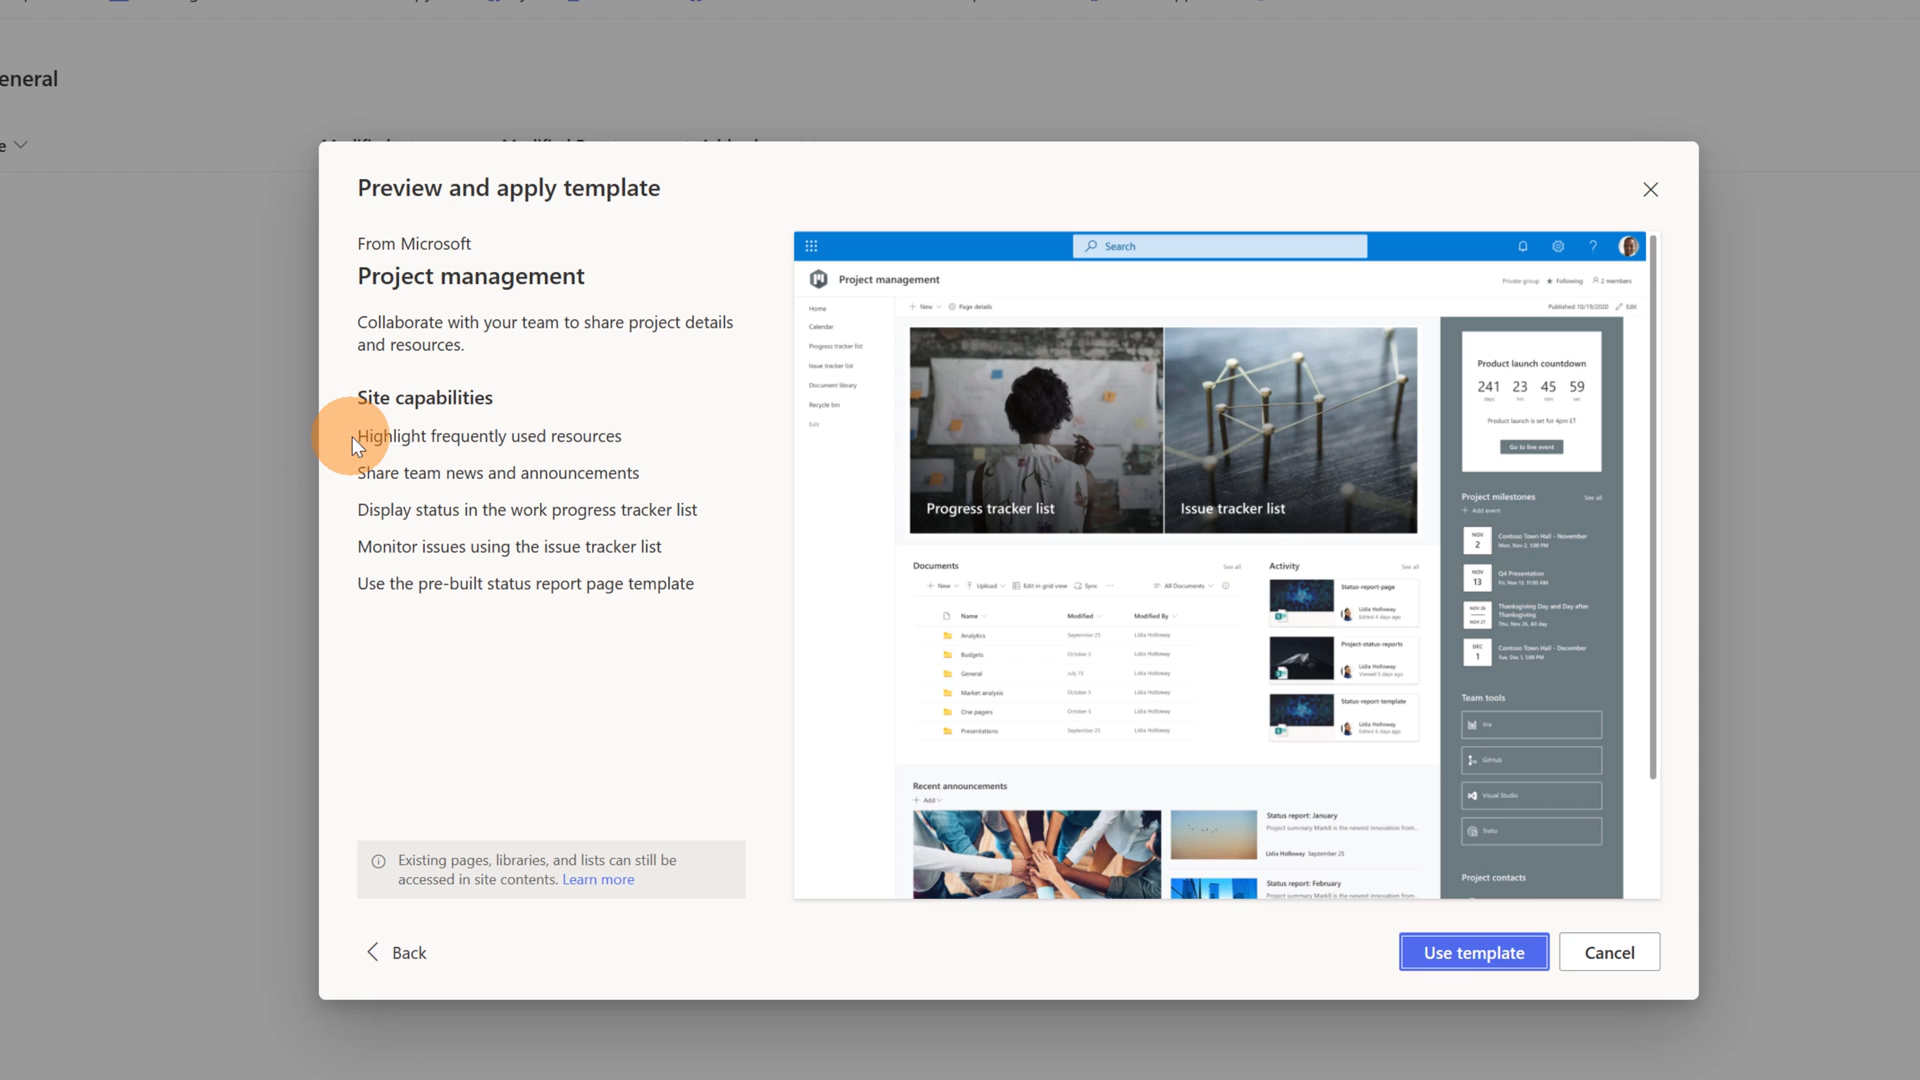 eneral
e
Preview and apply template
From Microsoft
Project management
Collaborate with your team to share project details
and resources.
Site capabilities
Highlight frequently used resources
Share team news and announcements
Display status in the work progress tracker list
Monitor issues using the issue tracker list
Use the pre-built status report page template
Existing pages, libraries, and lists can still be
accessed in site contents. Learn more
Back
Use template
Cancel
Search
Project management
Private group Following 2 members
Home
Calendar
Progress tracker list
Issue tracker list
Document library
Recycle bin
Edit
New Page details
Published 10/19/2020 Edit
Progress tracker list
Issue tracker list
Documents See all
New Upload Edit in grid view Sync All Documents
Name Modified Modified By
Analytics September 25 Lidia Holloway
Budgets October 5 Lidia Holloway
General July 15 Lidia Holloway
Market analysis October 5 Lidia Holloway
One pagers October 5 Lidia Holloway
Presentations September 25 Lidia Holloway
Activity See all
Status-report-page
Lidia Holloway
Edited 4 days ago
Project-status-reports
Lidia Holloway
Viewed 5 days ago
Status-report-template
Lidia Holloway
Edited 6 days ago
Recent announcements
Add
Status report: January
Project summary Mark8 is the newest innovation from...
Lidia Holloway September 25
Status report: February
Project summary Mark8 is the newest innovation from...
Product launch countdown
241 23 45 59
days hrs min sec
Product launch is set for 4pm ET
Go to live event
Project milestones See all
Add event
NOV 2
Contoso Town Hall - November
Mon, Nov 2, 1:00 PM
NOV 13
Q4 Presentation
Fri, Nov 13, 11:00 AM
NOV 26
NOV 27
Thanksgiving Day and Day after
Thanksgiving
Thu, Nov 26, All day
DEC 1
Contoso Town Hall - December
Tue, Dec 1, 1:00 PM
Team tools
Jira
GitHub
Visual Studio
Trello
Project contacts